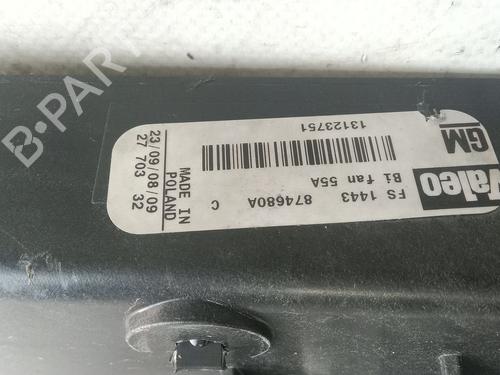 Valeo
GM
FS 1443
Bi fan 55A
874680A C
13123751
MADE IN
POLAND
23/09/08/09
27 703 32
B-PARTS